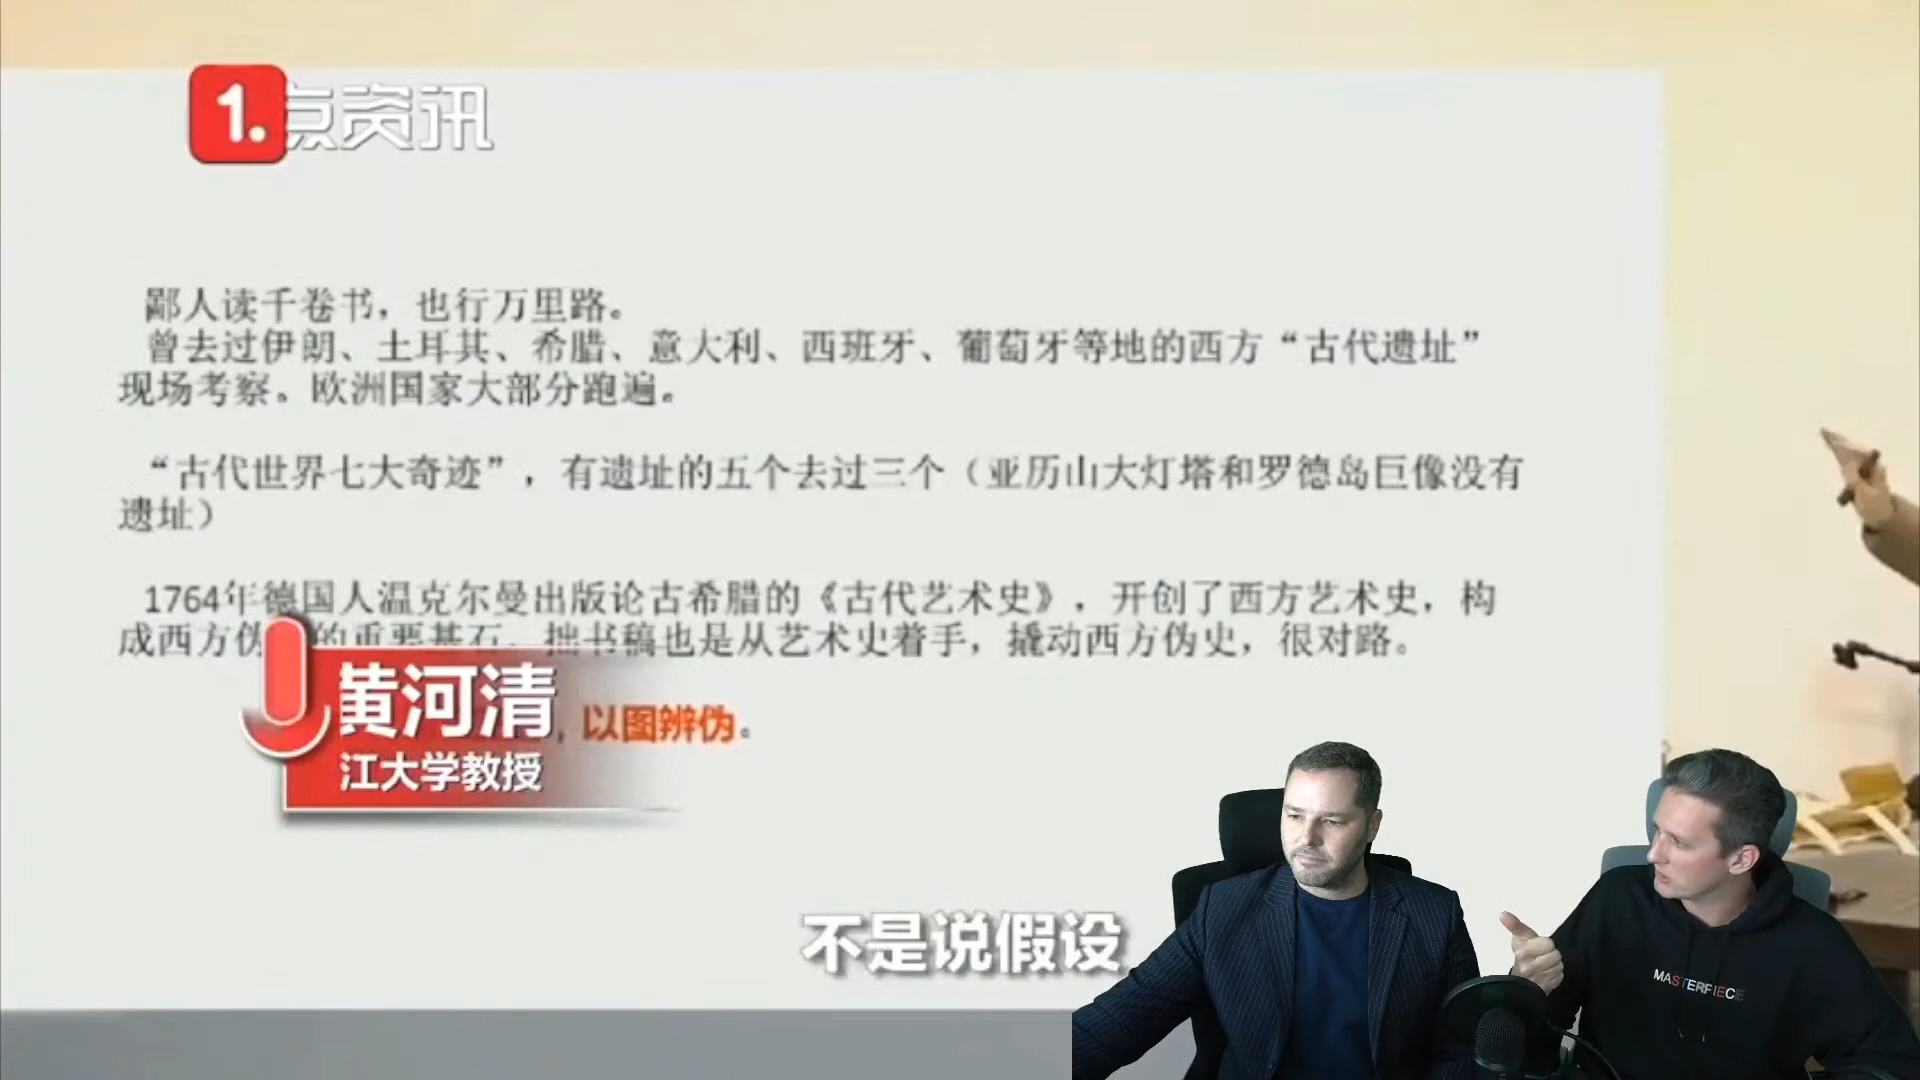 1.点资讯
鄙人读千卷书，也行万里路。
曾去过伊朗、土耳其、希腊、意大利、西班牙、葡萄牙等地的西方“古代遗址”
现场考察。欧洲国家大部分跑遍。
“古代世界七大奇迹”，有遗址的五个去过三个（亚历山大灯塔和罗德岛巨像没有
遗址）
1764年德国人温克尔曼出版论古希腊的《古代艺术史》，开创了西方艺术史，构
成西方伪 的重要基石。拙书稿也是从艺术史着手，撬动西方伪史，很对路。
，以图辨伪。
黄河清
江大学教授
不是说假设
MASTERPIECE